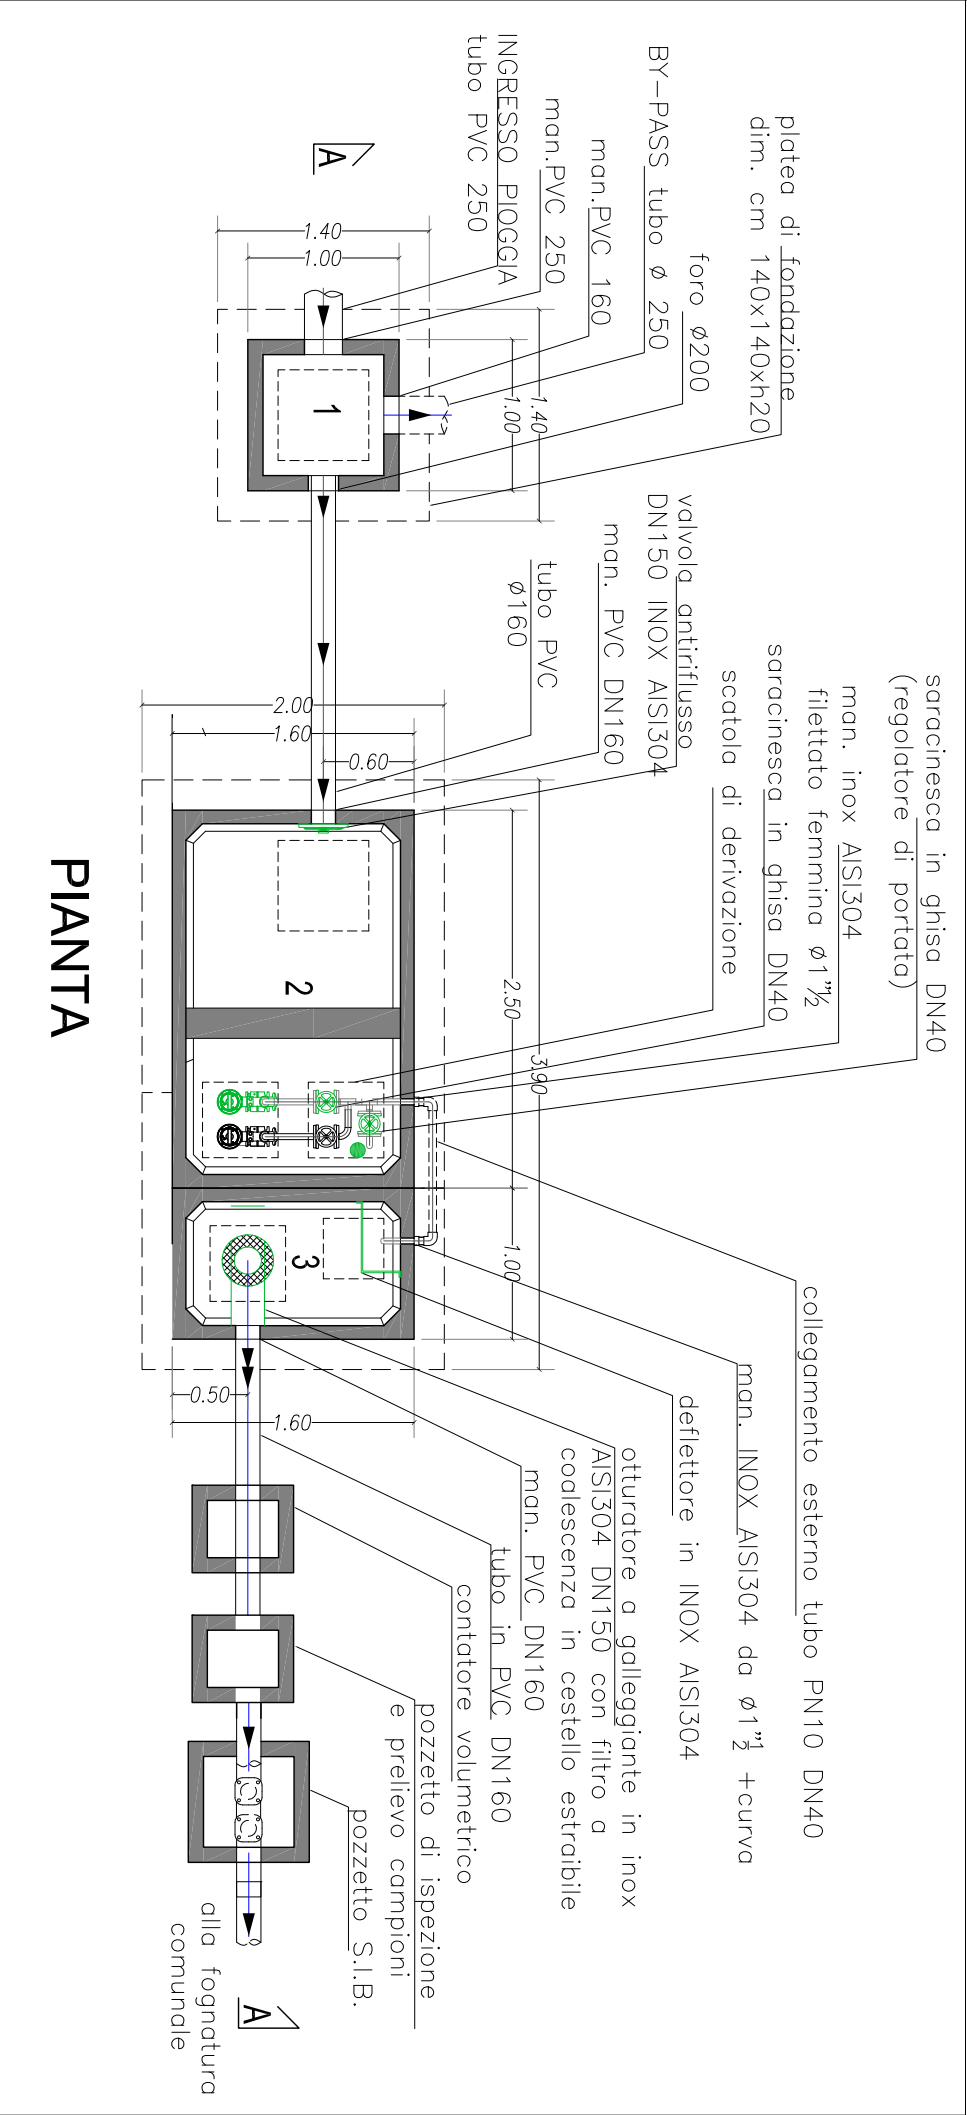 platea di fondazione
dim. cm 140x140xh20
foro Ø200
BY-PASS tubo Ø 250
man.PVC 160
man.PVC 250
INGRESSO PIOGGIA
tubo PVC 250
A
1.40
1.00
1.40
1.00
1
saracinesca in ghisa DN40
(regolatore di portata)
man. inox AISI304
filettato femmina Ø1"½
saracinesca in ghisa DN40
scatola di derivazione
valvola antiriflusso
DN150 INOX AISI304
man. PVC DN160
tubo PVC
Ø160
2.00
1.60
0.60
2.50
3.90
1.00
2
3
0.50
1.60
collegamento esterno tubo PN10 DN40
man. INOX AISI304 da Ø1"½ +curva
deflettore in INOX AISI304
otturatore a galleggiante in inox
AISI304 DN150 con filtro a
coalescenza in cestello estraibile
man. PVC DN160
tubo in PVC DN160
contatore volumetrico
pozzetto di ispezione
e prelievo campioni
pozzetto S.I.B.
alla fognatura
comunale
A
PIANTA